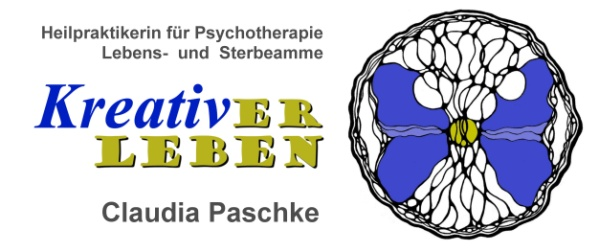 Heilpraktikerin für Psychotherapie
Lebens- und Sterbeamme
KreativER
LEBEN
Claudia Paschke